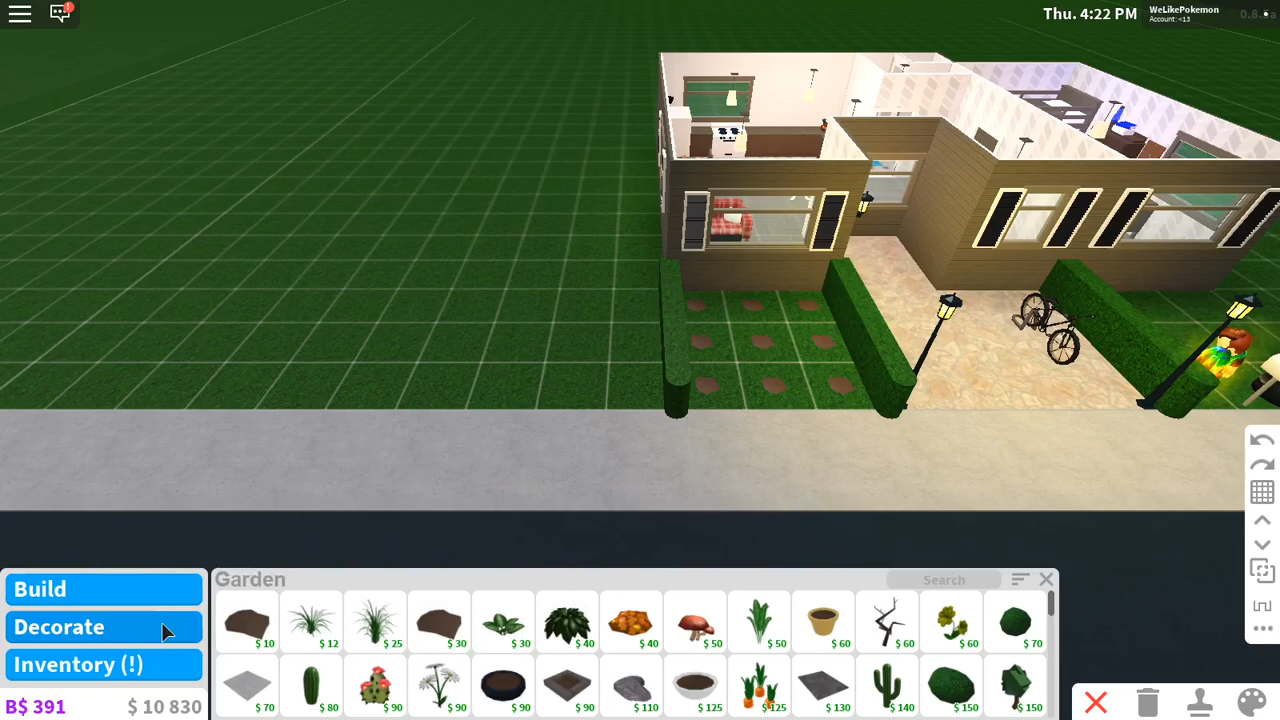 Thu. 4:22 PM
WeLikePokemon
Account: <13
Build
Decorate
Inventory (!)
B$ 391
$ 10 830
Garden
Search
$ 10
$ 12
$ 25
$ 30
$ 30
$ 40
$ 40
$ 50
$ 50
$ 60
$ 60
$ 60
$ 70
$ 70
$ 80
$ 90
$ 90
$ 90
$ 90
$ 110
$ 125
$ 125
$ 130
$ 140
$ 150
$ 150